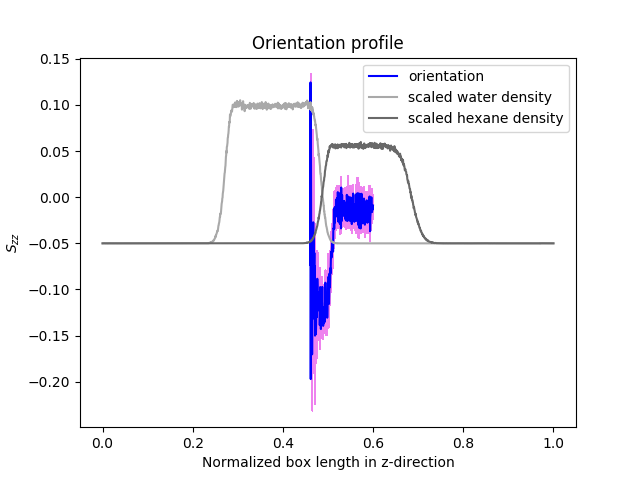 Orientation profile
orientation
scaled water density
scaled hexane density
0.15
0.10
0.05
0.00
−0.05
−0.10
−0.15
−0.20
S_{zz}
0.0 0.2 0.4 0.6 0.8 1.0
Normalized box length in z-direction